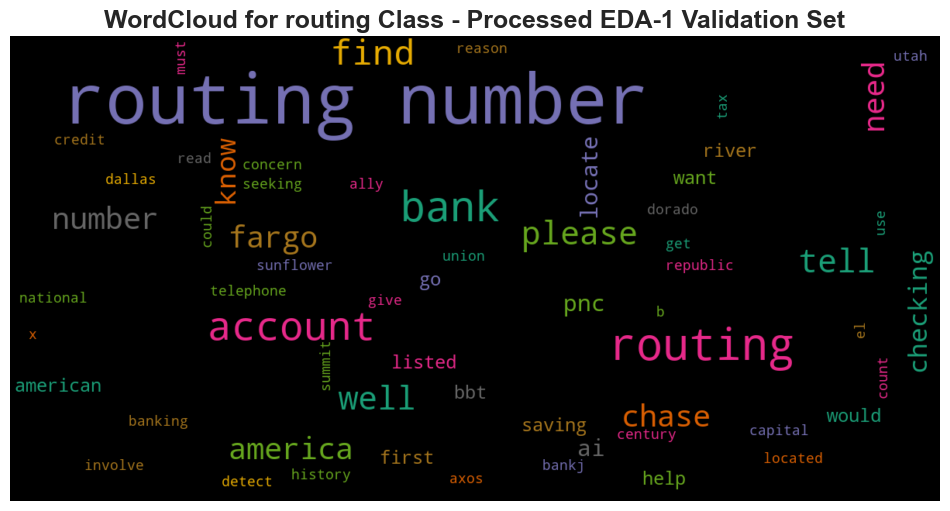 WordCloud for routing Class - Processed EDA-1 Validation Set
must
find
reason
utah
routing number
need
tax
credit
read
know
concern
locate
river
dallas
seeking
ally
want
number
could
bank
dorado
use
fargo
please
get
tell
sunflower
union
republic
checking
national
telephone
go
give
pnc
b
x
account
routing
el
summit
listed
count
american
well
bbt
banking
saving
chase
would
century
capital
america
first
ai
involve
detect
history
axos
bankj
help
located